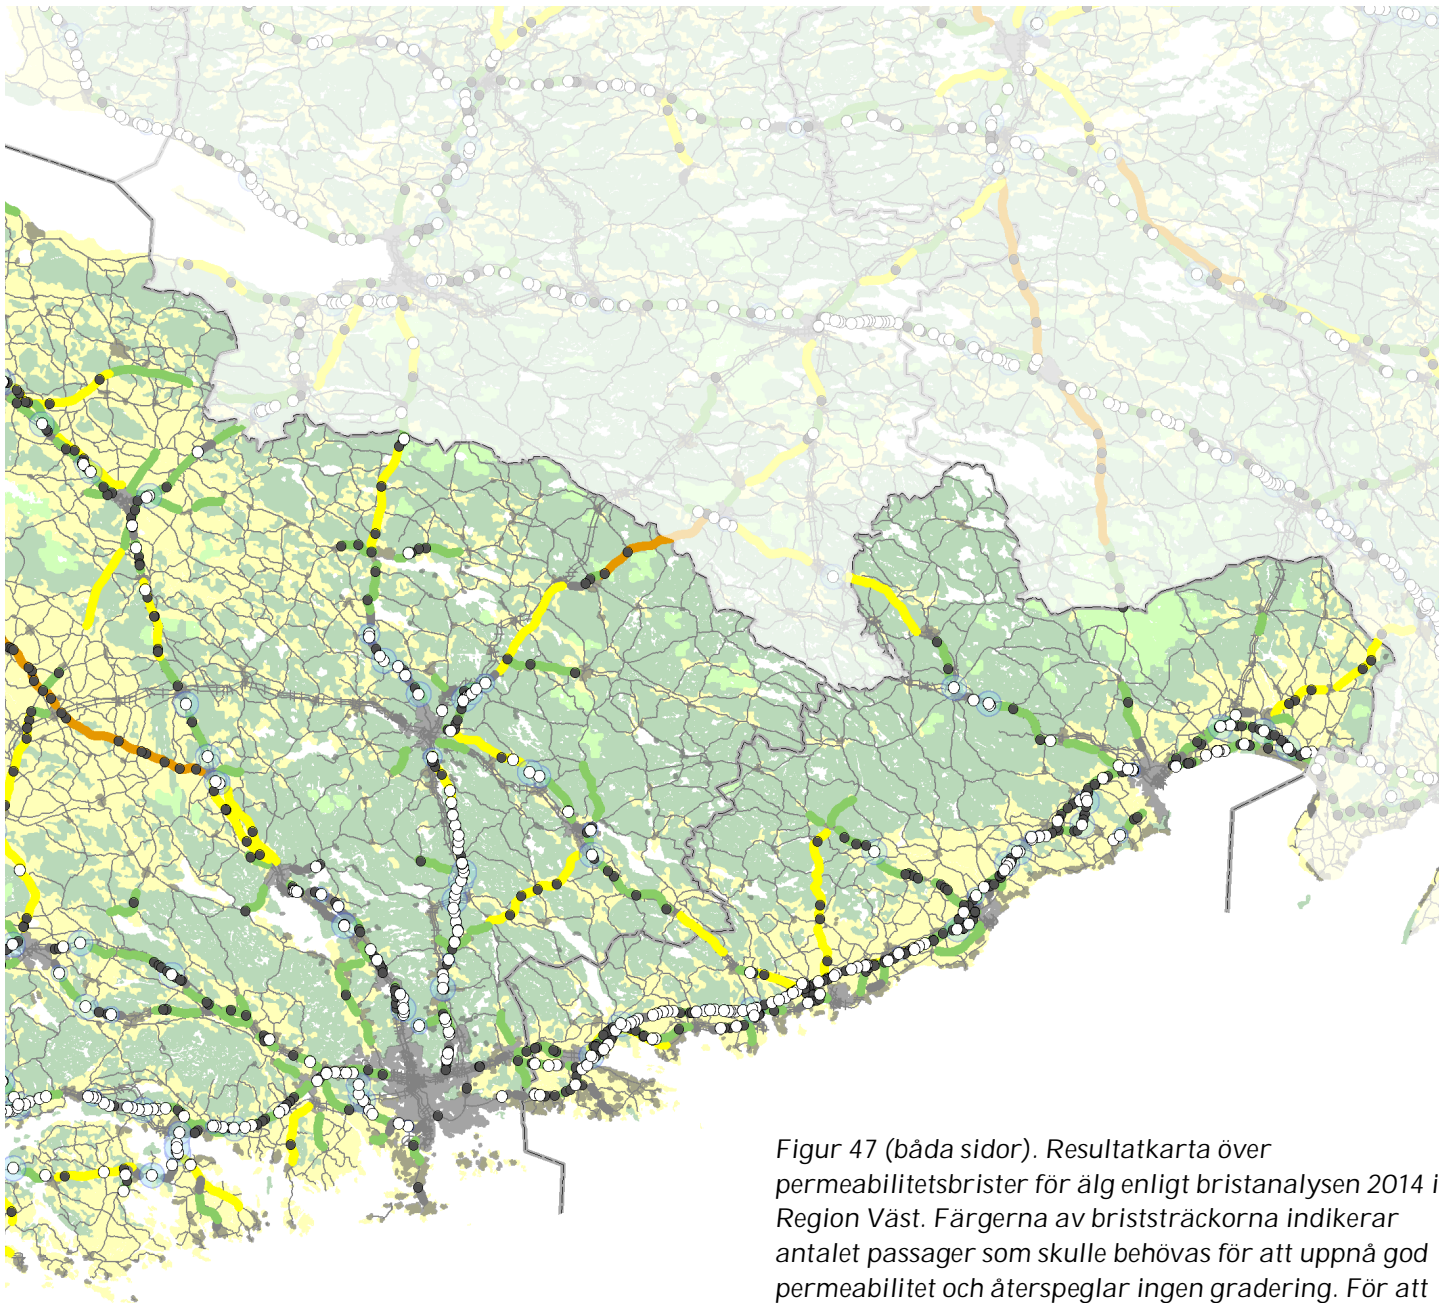 Figur 47 (båda sidor). Resultatkarta över
permeabilitetsbrister för älg enligt bristanalysen 2014 i
Region Väst. Färgerna av briststräckorna indikerar
antalet passager som skulle behövas för att uppnå god
permeabilitet och återspeglar ingen gradering. För att